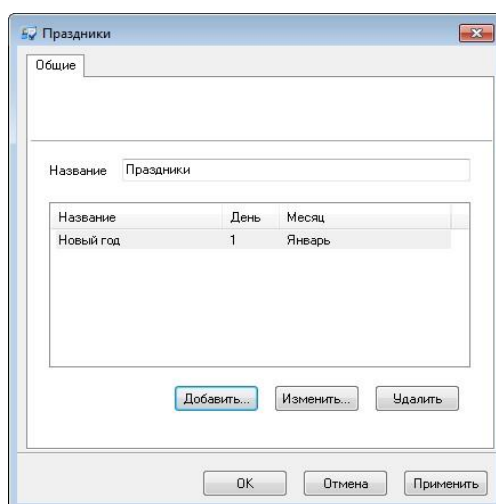 Праздники
Общие
Название Праздники
Название День Месяц
Новый год 1 Январь
Добавить... Изменить... Удалить
OK Отмена Применить